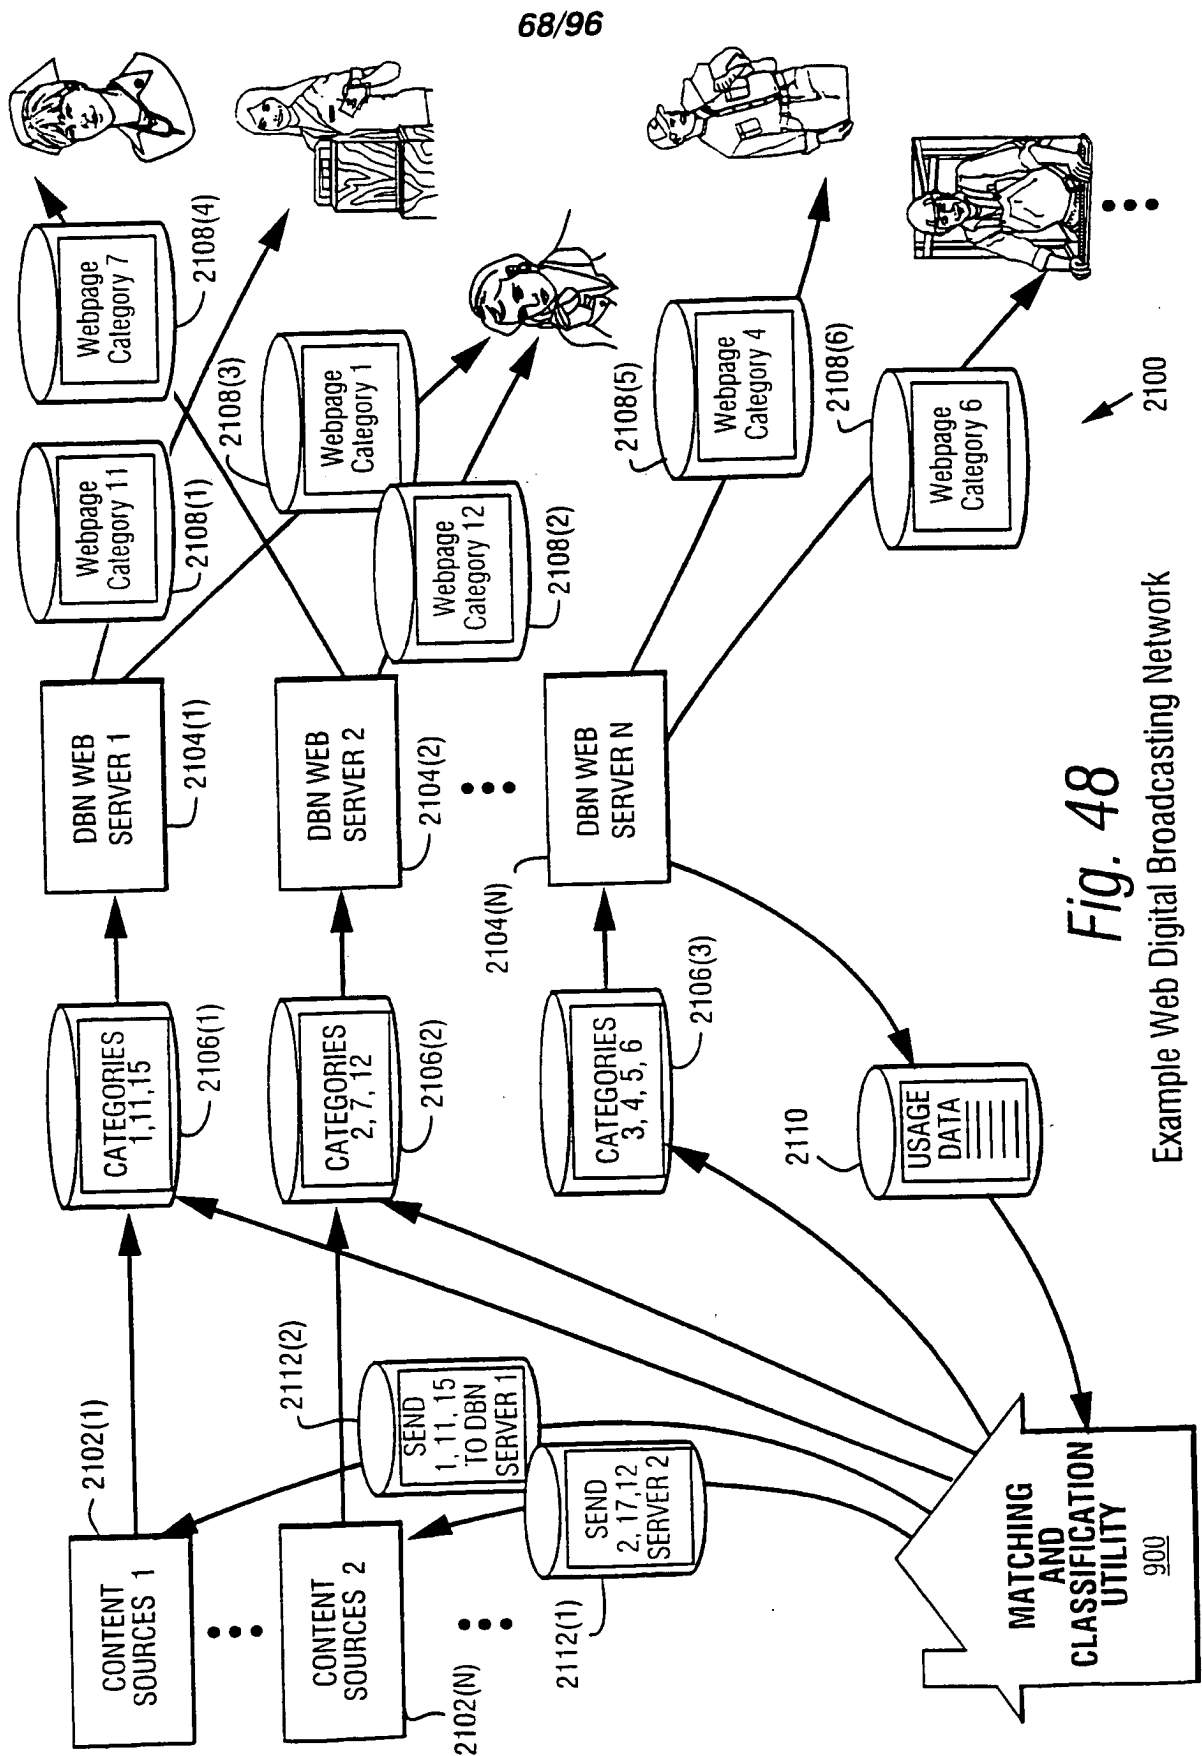 68/96
CONTENT
SOURCES 1
2102(1)
CONTENT
SOURCES 2
2102(N)
SEND
1, 11, 15
TO DBN
SERVER 1
2112(2)
SEND
2, 17,12
SERVER 2
2112(1)
MATCHING
AND
CLASSIFICATION
UTILITY
900
CATEGORIES
1,11,15
2106(1)
CATEGORIES
2, 7, 12
2106(2)
CATEGORIES
3, 4, 5, 6
2106(3)
USAGE
DATA
2110
DBN WEB
SERVER 1
2104(1)
DBN WEB
SERVER 2
2104(2)
DBN WEB
SERVER N
2104(N)
Webpage
Category 11
2108(1)
Webpage
Category 7
2108(4)
Webpage
Category 1
2108(3)
Webpage
Category 12
2108(2)
Webpage
Category 4
2108(5)
Webpage
Category 6
2108(6)
2100
Fig. 48
Example Web Digital Broadcasting Network